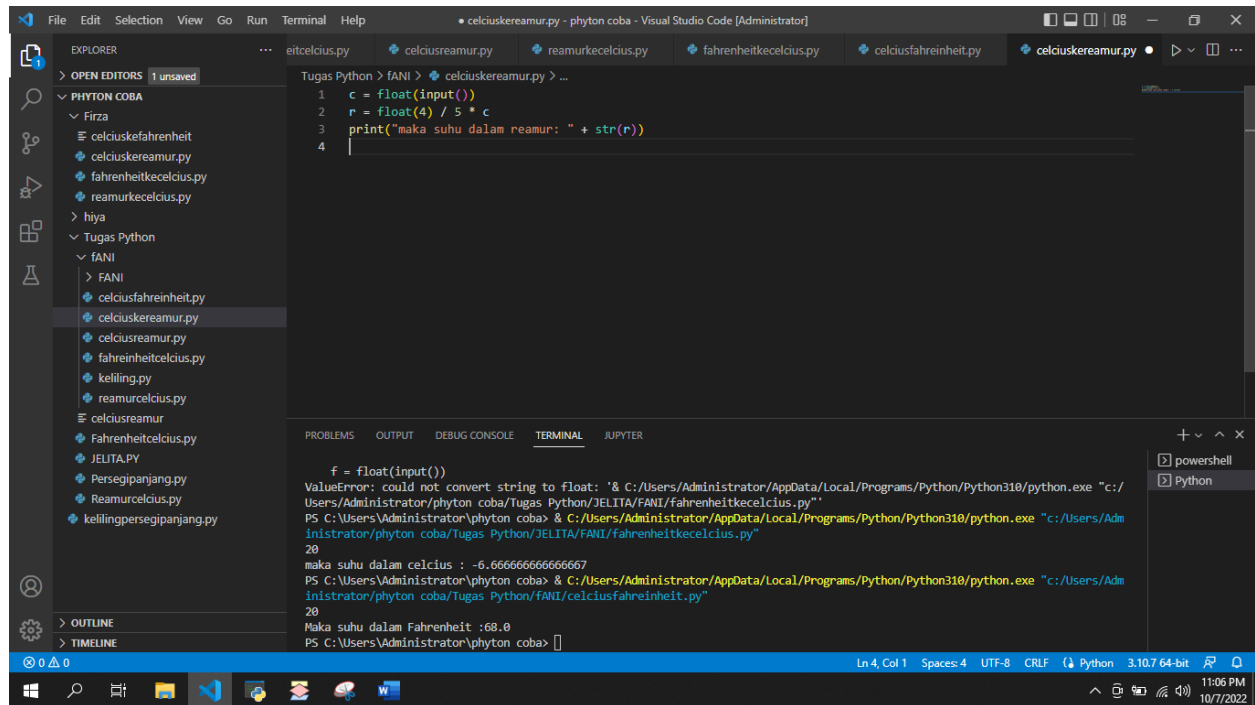 File Edit Selection View Go Run Terminal Help
● celciuskereamur.py - phyton coba - Visual Studio Code [Administrator]
EXPLORER
eitcelcius.py celciusreamur.py reamurkecelcius.py fahrenheitkecelcius.py celciusfahreinheit.py celciuskereamur.py
OPEN EDITORS 1 unsaved
PHYTON COBA
Firza
celciuskefahrenheit
celciuskereamur.py
fahrenheitkecelcius.py
reamurkecelcius.py
hiya
Tugas Python
fANI
FANI
celciusfahreinheit.py
celciuskereamur.py
celciusreamur.py
fahreinheitcelcius.py
keliling.py
reamurcelcius.py
celciusreamur
Fahrenheitcelcius.py
JELITA.PY
Persegipanjang.py
Reamurcelcius.py
kelilingpersegipanjang.py
OUTLINE
TIMELINE
Tugas Python > fANI > celciuskereamur.py > ...
1 c = float(input())
2 r = float(4) / 5 * c
3 print("maka suhu dalam reamur: " + str(r))
4
PROBLEMS OUTPUT DEBUG CONSOLE TERMINAL JUPYTER
f = float(input())
ValueError: could not convert string to float: '& C:/Users/Administrator/AppData/Local/Programs/Python/Python310/python.exe "c:/
Users/Administrator/phyton coba/Tugas Python/JELITA/FANI/fahrenheitkecelcius.py"'
PS C:\Users\Administrator\phyton coba> & C:/Users/Administrator/AppData/Local/Programs/Python/Python310/python.exe "c:/Users/Adm
inistrator/phyton coba/Tugas Python/JELITA/FANI/fahrenheitkecelcius.py"
20
maka suhu dalam celcius : -6.666666666666667
PS C:\Users\Administrator\phyton coba> & C:/Users/Administrator/AppData/Local/Programs/Python/Python310/python.exe "c:/Users/Adm
inistrator/phyton coba/Tugas Python/fANI/celciusfahreinheit.py"
20
Maka suhu dalam Fahrenheit :68.0
PS C:\Users\Administrator\phyton coba>
powershell
Python
0 0 Ln 4, Col 1 Spaces: 4 UTF-8 CRLF Python 3.10.7 64-bit
11:06 PM
10/7/2022